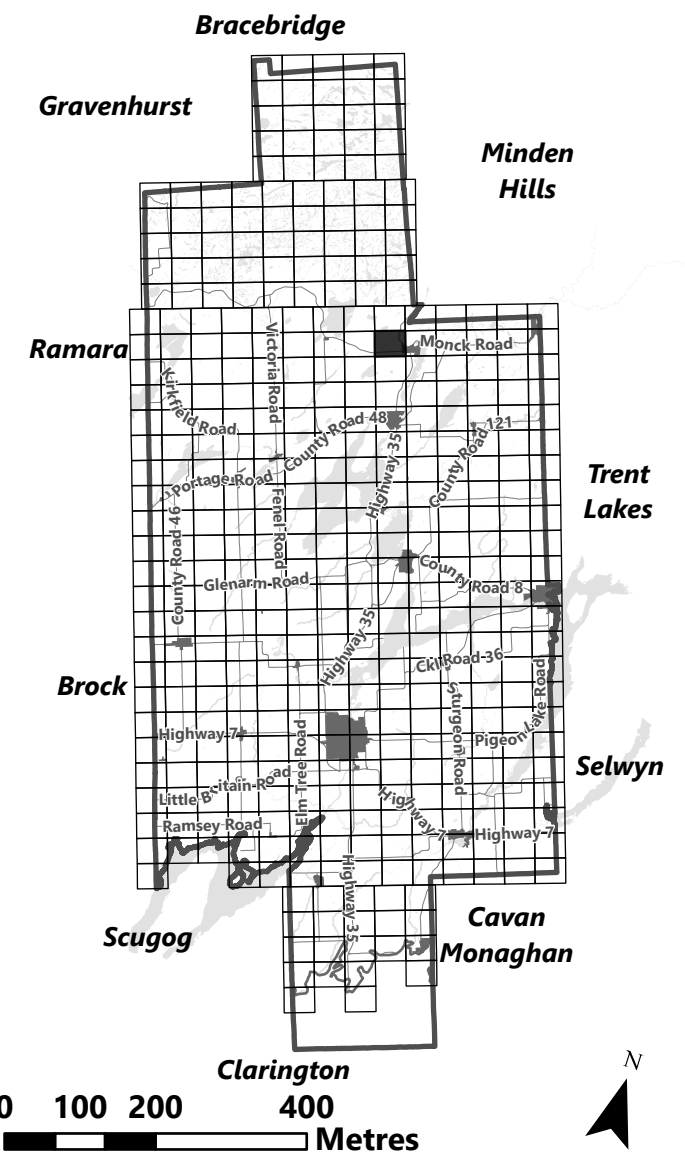 Bracebridge
Gravenhurst
Minden
Hills
Ramara
Monck Road
Victoria Road
Kirkfield Road
County Road 48
County Road 121
Highway 35
Portage Road
Trent
Lakes
Fenel Road
County Road 46
Glenarm Road
County Road 8
Highway 35
Ckl Road 36
Brock
Sturgeon Road
Pigeon Lake Road
Highway 7
Elm Tree Road
Selwyn
Little Britain Road
Highway 7
Highway 7
Ramsey Road
Highway 35
Scugog
Cavan
Monaghan
Clarington
N
0 100 200 400
Metres